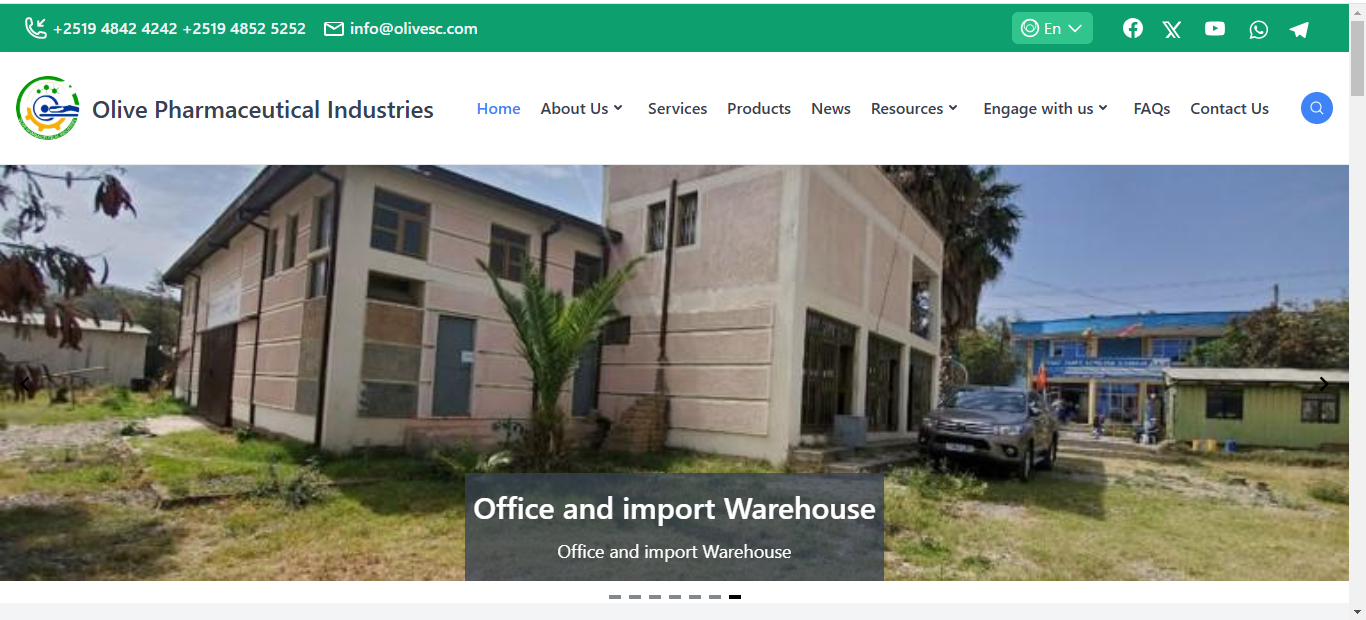 +2519 4842 4242 +2519 4852 5252 info@olivesc.com En
Olive Pharmaceutical Industries Home About Us Services Products News Resources Engage with us FAQs Contact Us
Office and import Warehouse
Office and import Warehouse